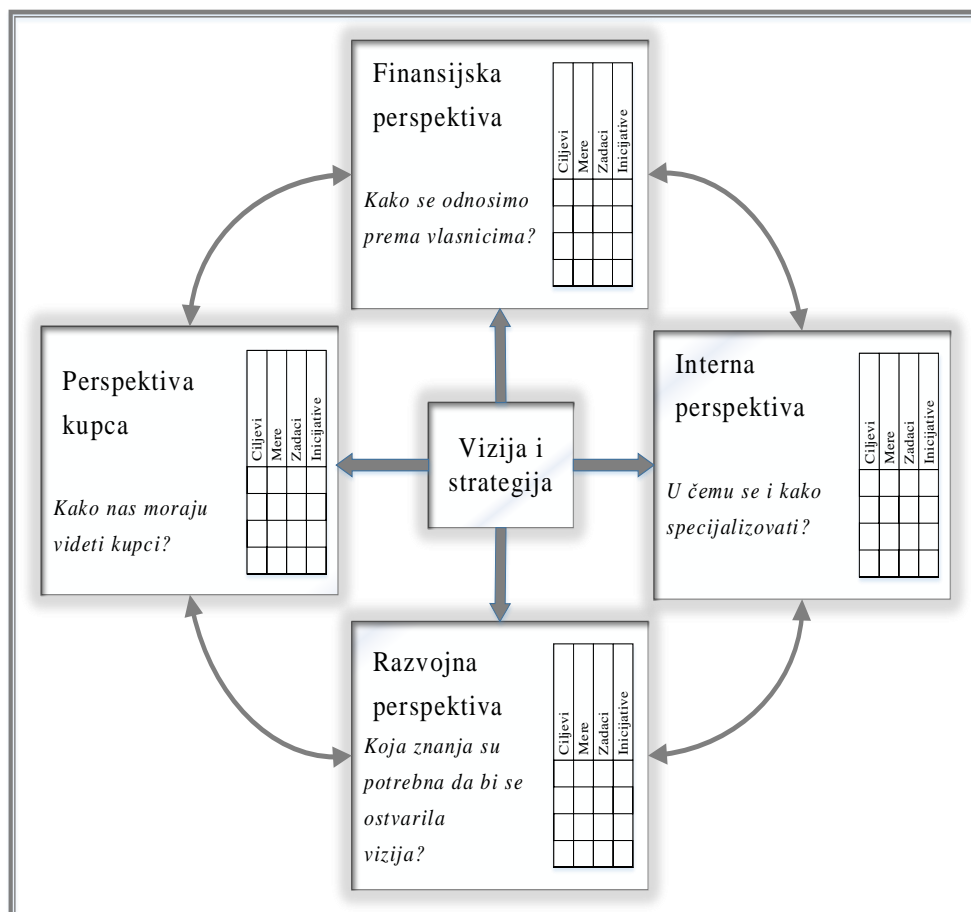 Finansijska
perspektiva
Kako se odnosimo
prema vlasnicima?
Ciljevi
Mere
Zadaci
Inicijative
Perspektiva
kupca
Kako nas moraju
videti kupci?
Ciljevi
Mere
Zadaci
Inicijative
Vizija i
strategija
Interna
perspektiva
U čemu se i kako
specijalizovati?
Ciljevi
Mere
Zadaci
Inicijative
Razvojna
perspektiva
Koja znanja su
potrebna da bi se
ostvarila
vizija?
Ciljevi
Mere
Zadaci
Inicijative